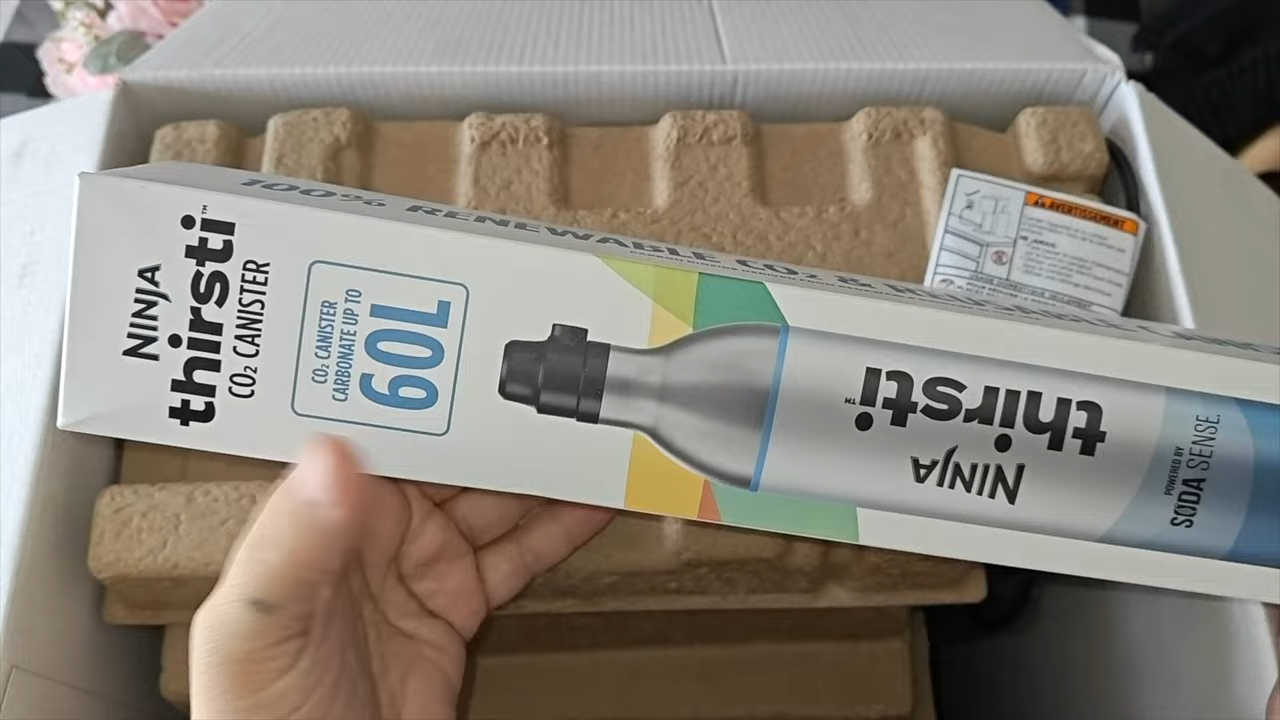 NINJA
thirsti™
CO₂ CANISTER
CO₂ CANISTER
CARBONATE UP TO
60L
100% RENEWABLE CO₂ &
NINJA
thirsti™
POWERED BY
SODA SENSE.
AVERTISSEMENT